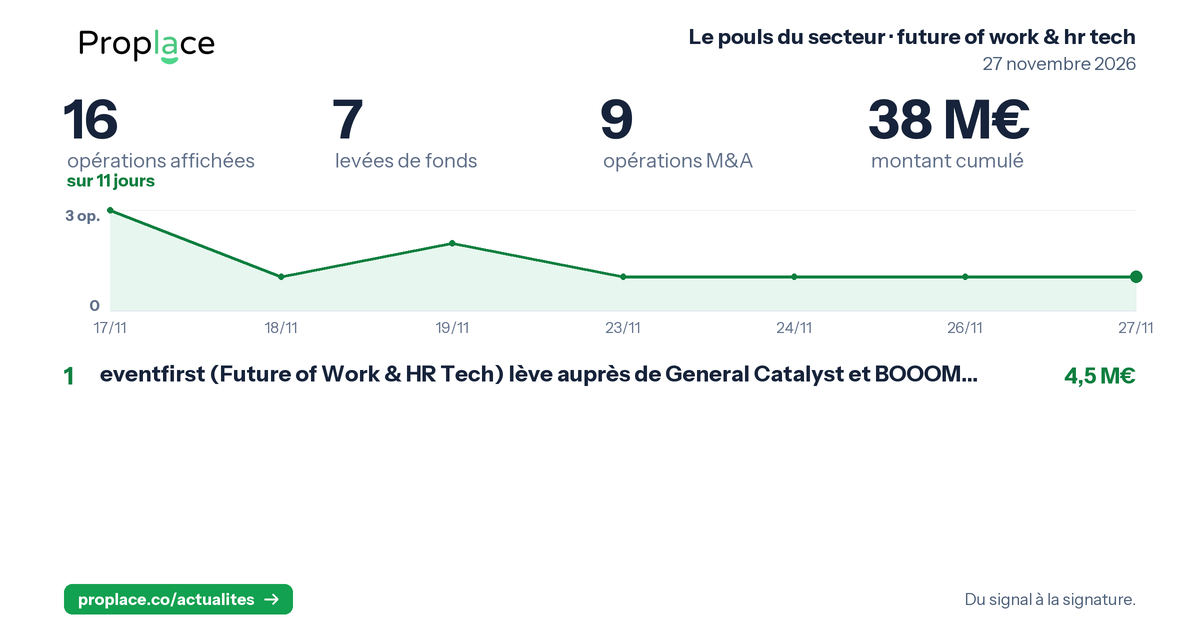 Proplace
Le pouls du secteur · future of work & hr tech
27 novembre 2026
16
opérations affichées
sur 11 jours
7
levées de fonds
9
opérations M&A
38 M€
montant cumulé
3 op.
0
17/11
18/11
19/11
23/11
24/11
26/11
27/11
1 eventfirst (Future of Work & HR Tech) lève auprès de General Catalyst et BOOOM... 4,5 M€
proplace.co/actualites →
Du signal à la signature.